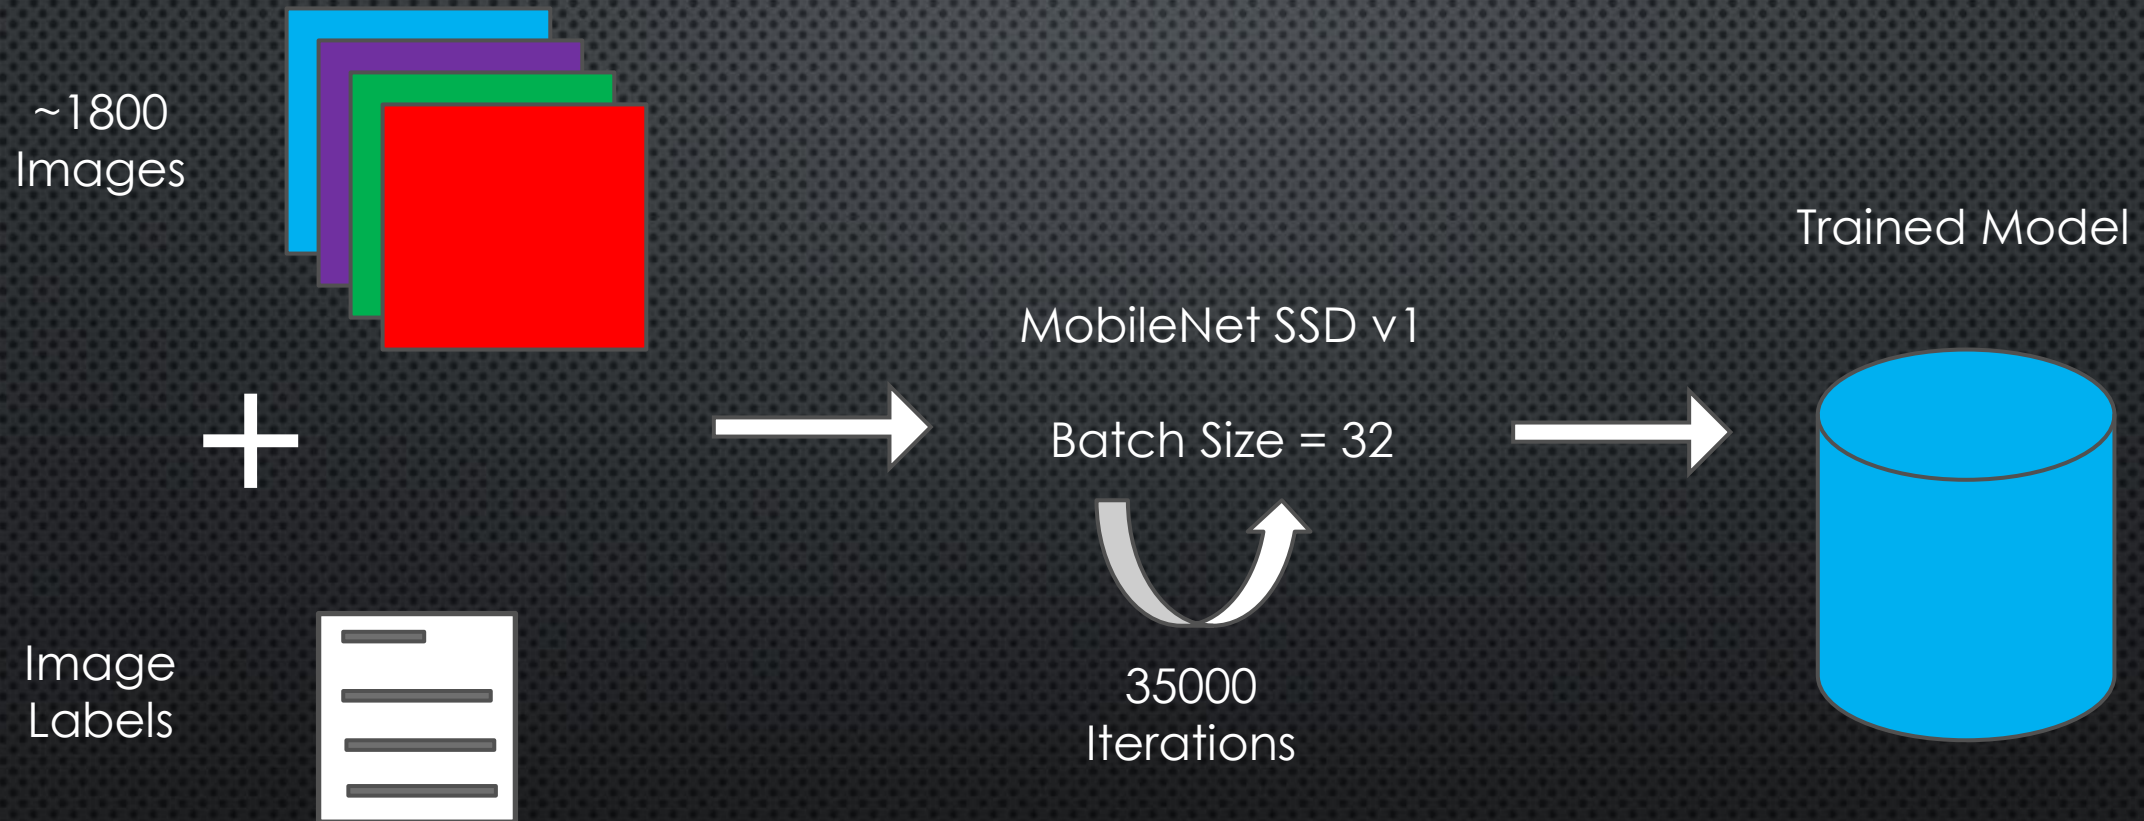 ~1800
Images
Image
Labels
MobileNet SSD v1
Batch Size = 32
35000
Iterations
Trained Model